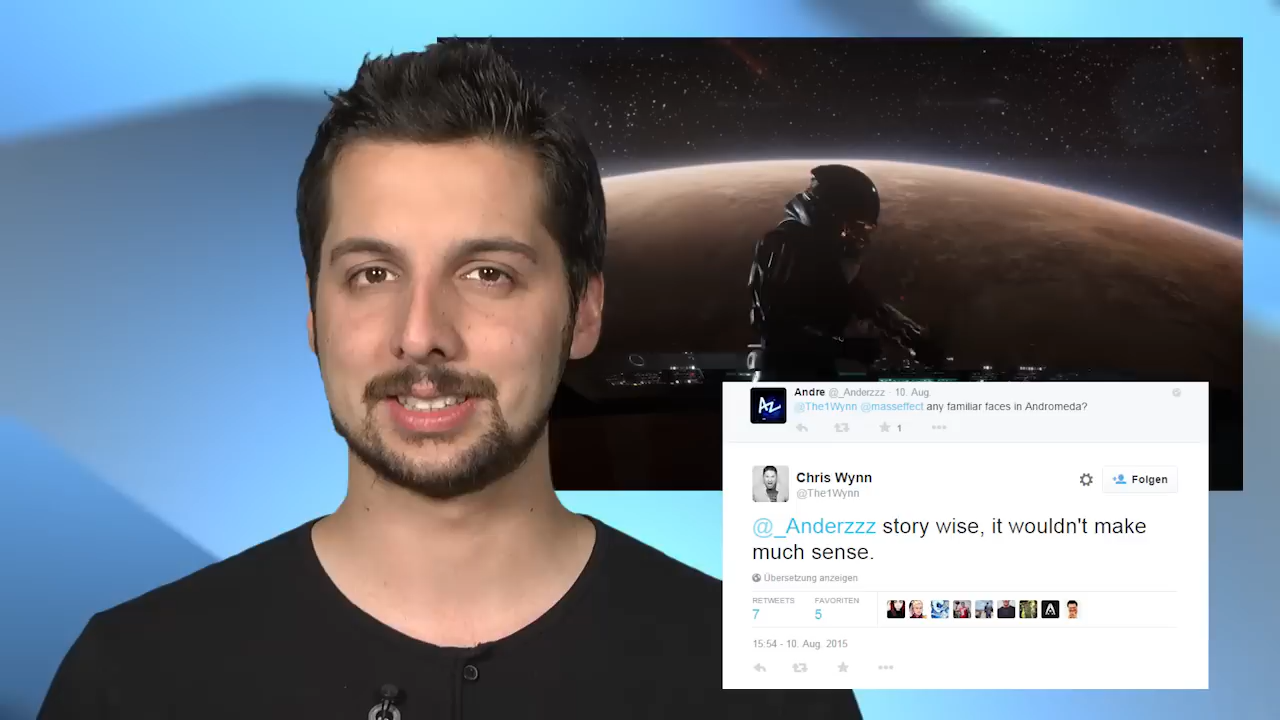 Andre @_Anderzzz · 10. Aug.
@The1Wynn @masseffect any familiar faces in Andromeda?
1
Chris Wynn
@The1Wynn
Folgen
@_Anderzzz story wise, it wouldn't make
much sense.
Übersetzung anzeigen
RETWEETS FAVORITEN
7 5
15:54 - 10. Aug. 2015